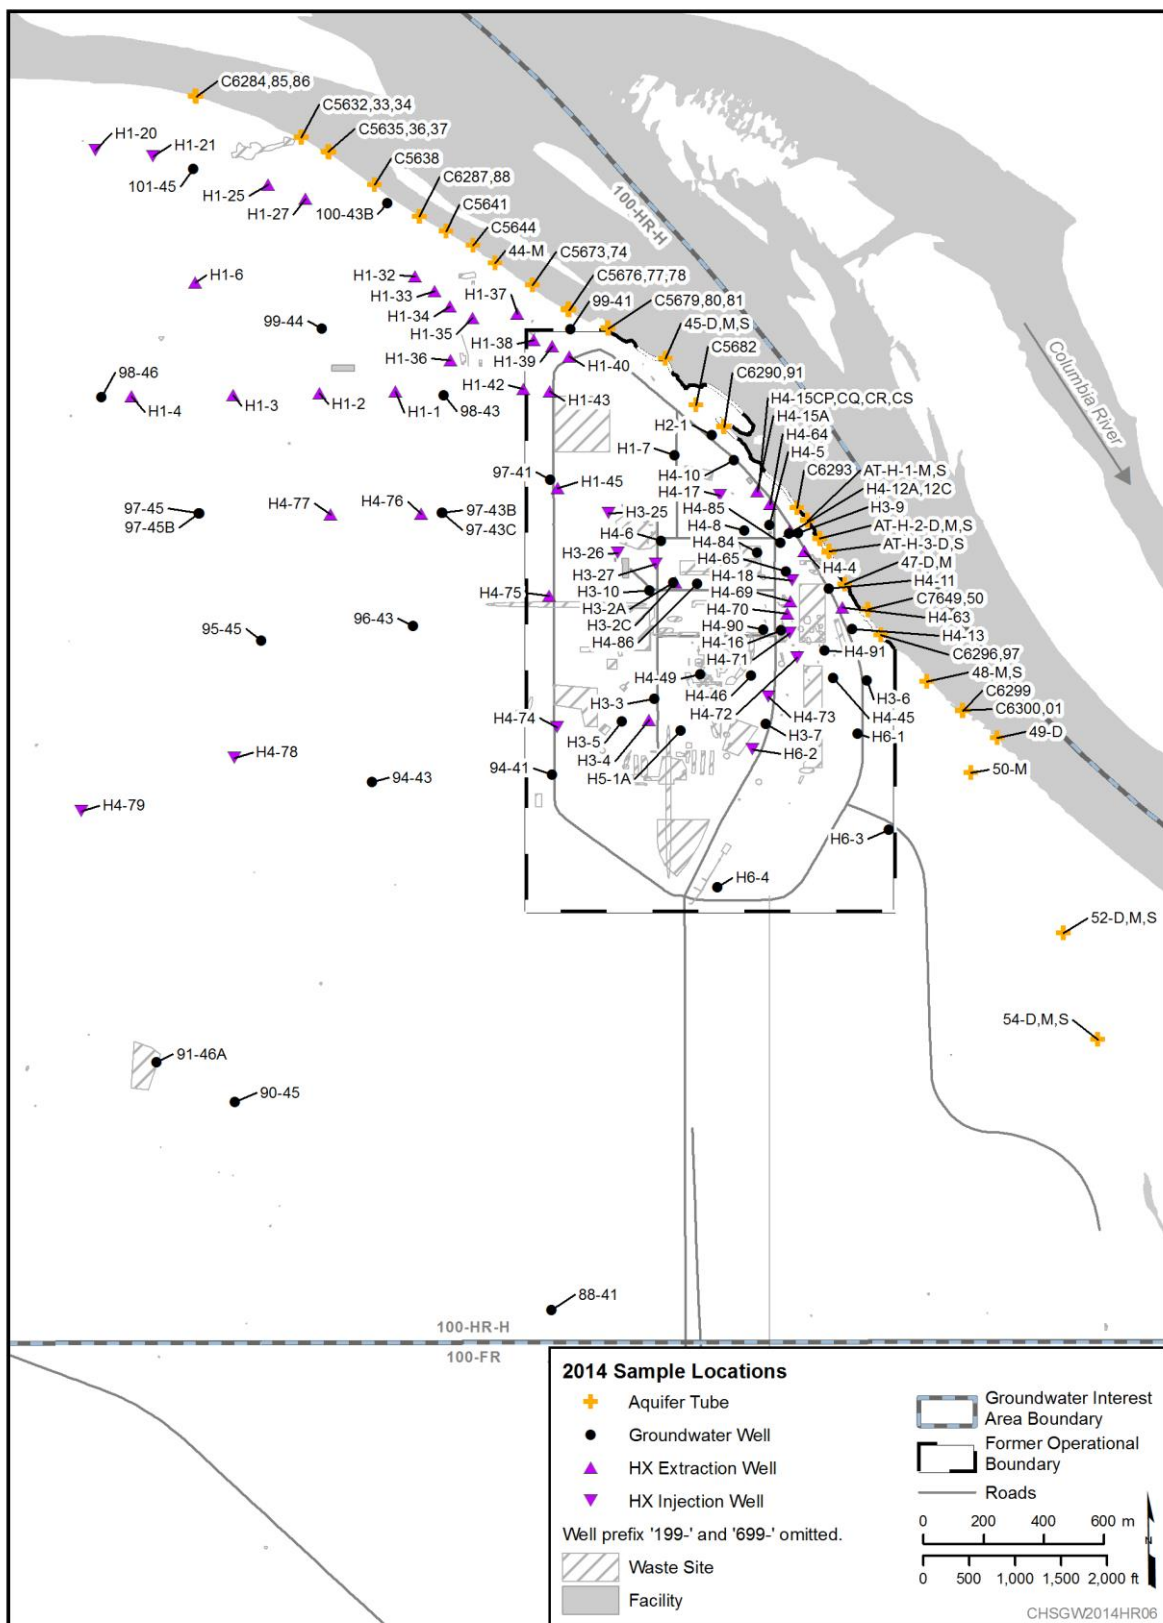 C6284,85,86
C5632,33,34
C5635,36,37
H1-20
H1-21
C5638
101-45
C6287,88
H1-25
C5641
H1-27
100-43B
C5644
44-M
100-HR-H
C5673,74
H1-6
H1-32
C5676,77,78
H1-33
H1-37
99-41
H1-34
C5679,80,81
99-44
H1-35
45-D,M,S
H1-38
C5682
H1-36
H1-39
H1-40
C6290,91
Columbia River
98-46
H1-42
H1-43
H4-15CP,CQ,CR,CS
H1-4
H1-3
H1-2
H1-1
98-43
H4-15A
H2-1
H4-64
H1-7
H4-5
97-41
H4-10
C6293
AT-H-1-M,S
H1-45
H4-17
H4-12A,12C
97-45
H4-77
H4-76
97-43B
H3-25
H4-85
H3-9
97-45B
97-43C
H4-6
H4-8
AT-H-2-D,M,S
H4-84
AT-H-3-D,S
H3-26
H4-65
H4-4
47-D,M
H3-27
H4-18
H4-11
H4-75
H3-10
H4-69
C7649,50
H3-2A
H4-70
H4-63
95-45
96-43
H3-2C
H4-90
H4-13
H4-86
H4-16
H4-91
C6296,97
H4-71
48-M,S
H4-49
H4-46
H3-6
C6299
H3-3
H4-72
H4-73
H4-45
C6300,01
H4-74
H3-5
H3-7
H6-1
49-D
H4-78
H3-4
H6-2
94-41
H5-1A
50-M
94-43
H4-79
H6-3
H6-4
52-D,M,S
54-D,M,S
91-46A
90-45
88-41
100-HR-H
100-FR
2014 Sample Locations
Aquifer Tube
Groundwater Well
HX Extraction Well
HX Injection Well
Well prefix '199-' and '699-' omitted.
Waste Site
Facility
Groundwater Interest
Area Boundary
Former Operational
Boundary
Roads
0 200 400 600 m
0 500 1,000 1,500 2,000 ft
N
CHSGW2014HR06